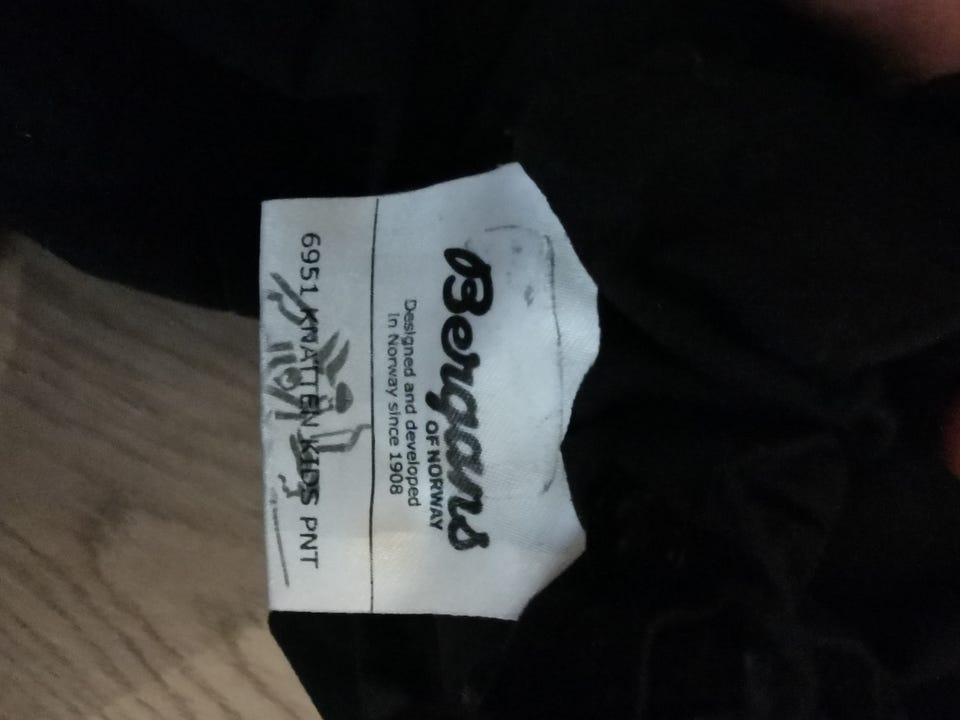 Bergans
OF NORWAY
Designed and developed
in Norway since 1908
6951 KNATTEN KIDS PNT